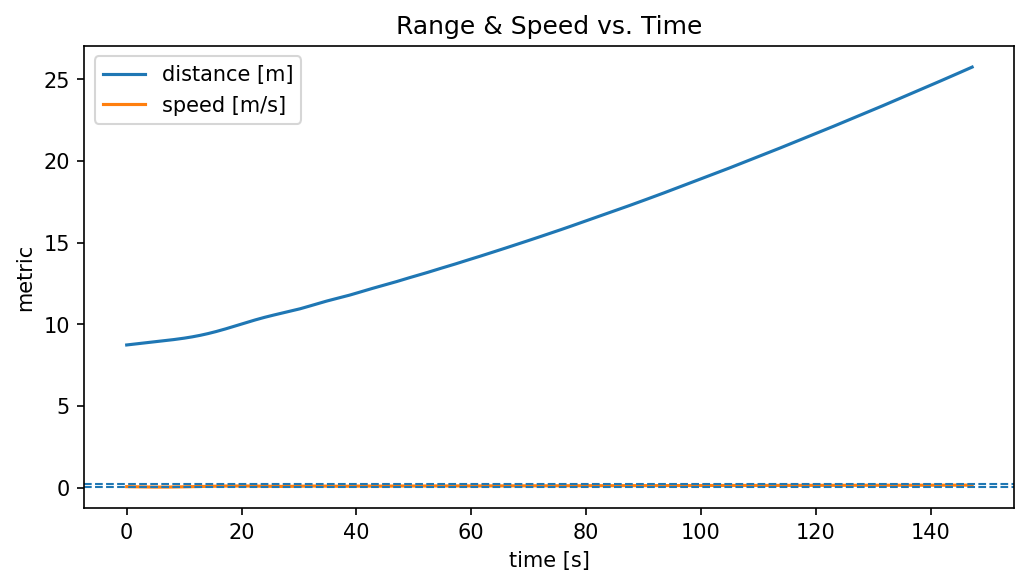 Range & Speed vs. Time
distance [m]
speed [m/s]
metric
25
20
15
10
5
0
0 20 40 60 80 100 120 140
time [s]